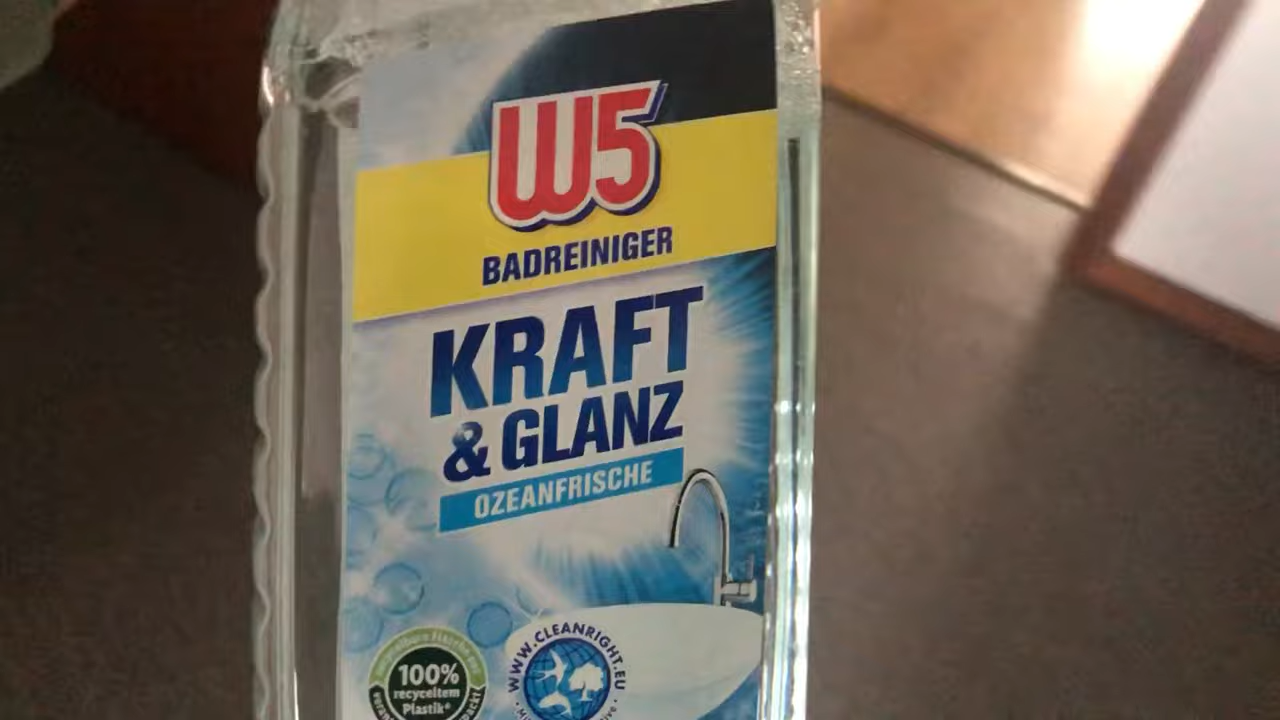 W5
BADREINIGER
KRAFT
& GLANZ
OZEANFRISCHE
100%
recyceltem
Plastik*
WWW.CLEANRIGHT.EU